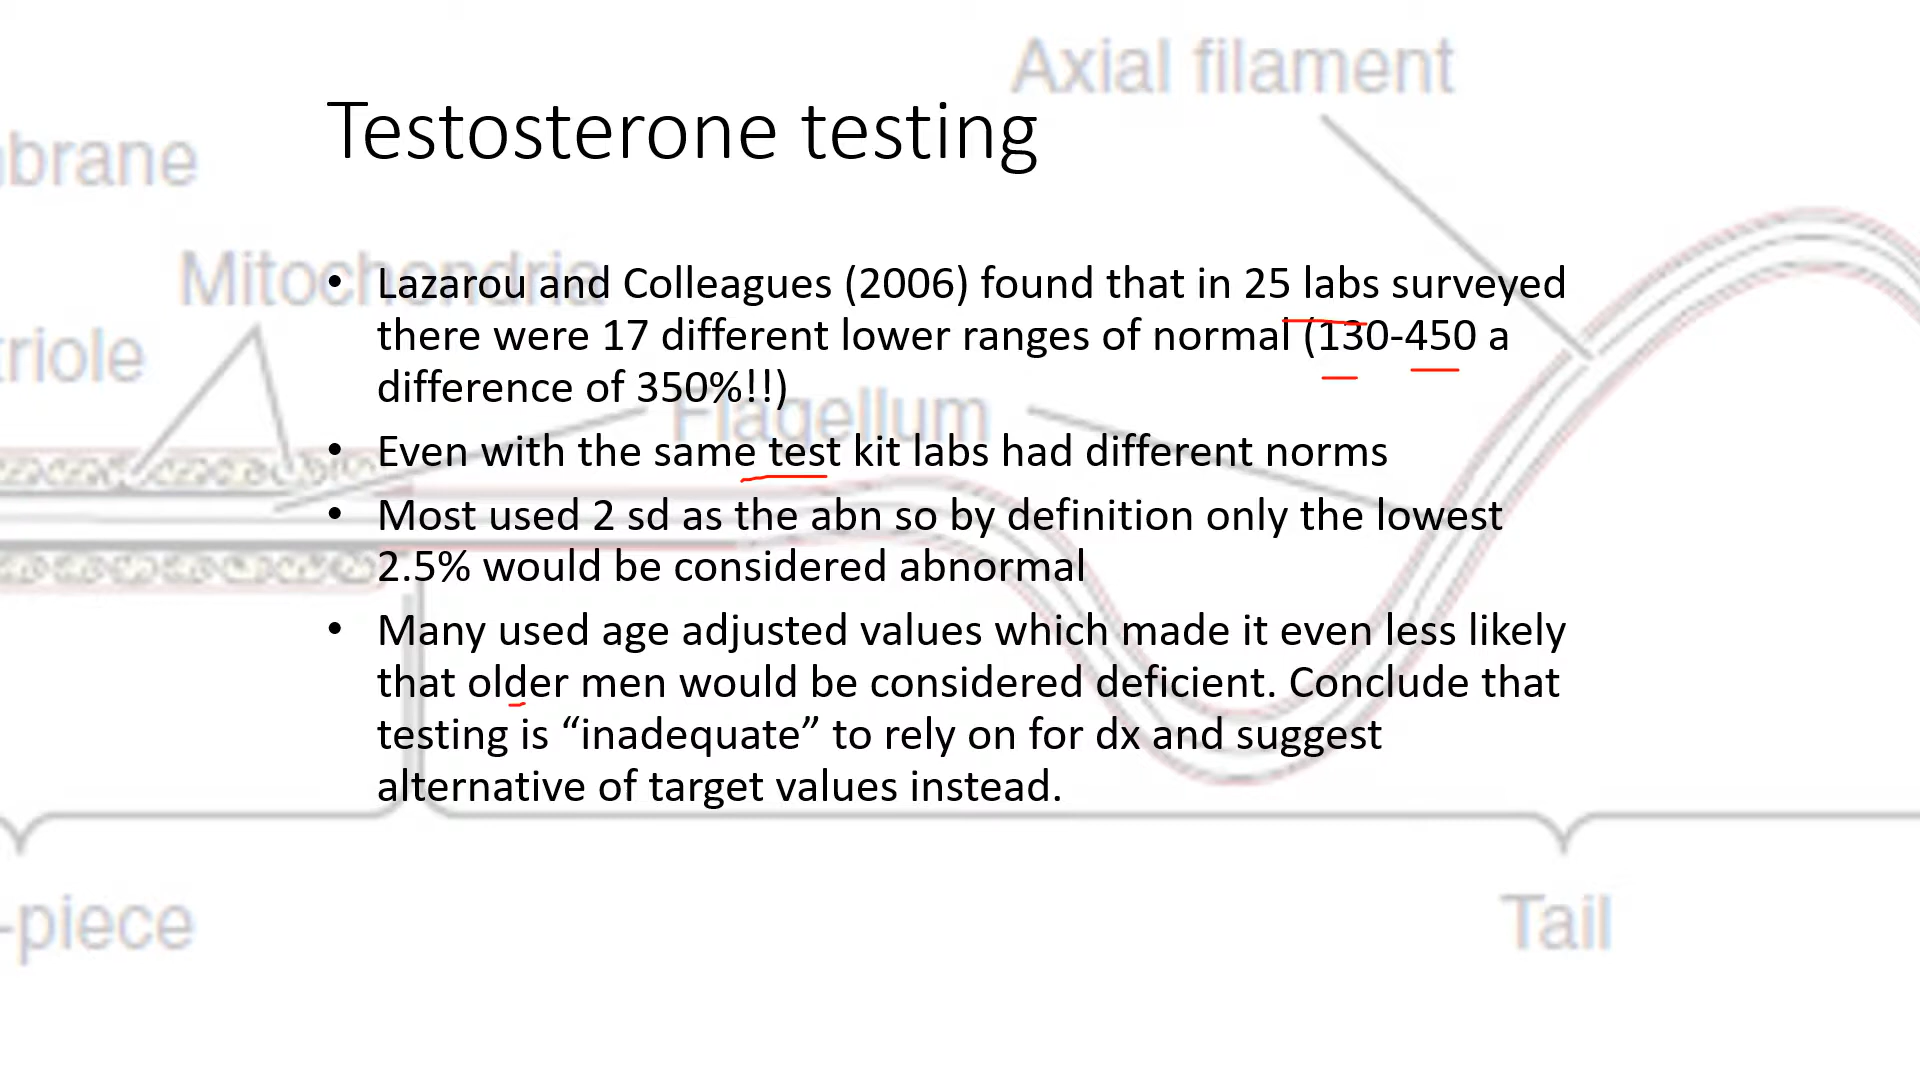 Axial filament
Testosterone testing
brane
Mitochondria
• Lazarou and Colleagues (2006) found that in 25 labs surveyed
there were 17 different lower ranges of normal (130-450 a
difference of 350%!!)
triole
Flagellum
• Even with the same test kit labs had different norms
• Most used 2 sd as the abn so by definition only the lowest
2.5% would be considered abnormal
• Many used age adjusted values which made it even less likely
that older men would be considered deficient. Conclude that
testing is “inadequate” to rely on for dx and suggest
alternative of target values instead.
-piece
Tail